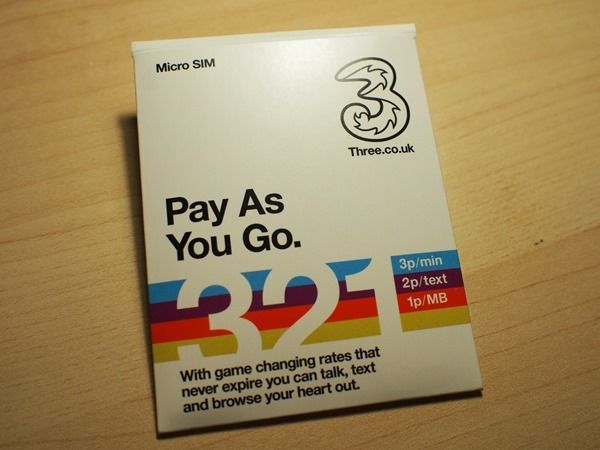 Micro SIM
3
Three.co.uk
Pay As
You Go.
321
3p/min
2p/text
1p/MB
With game changing rates that
never expire you can talk, text
and browse your heart out.